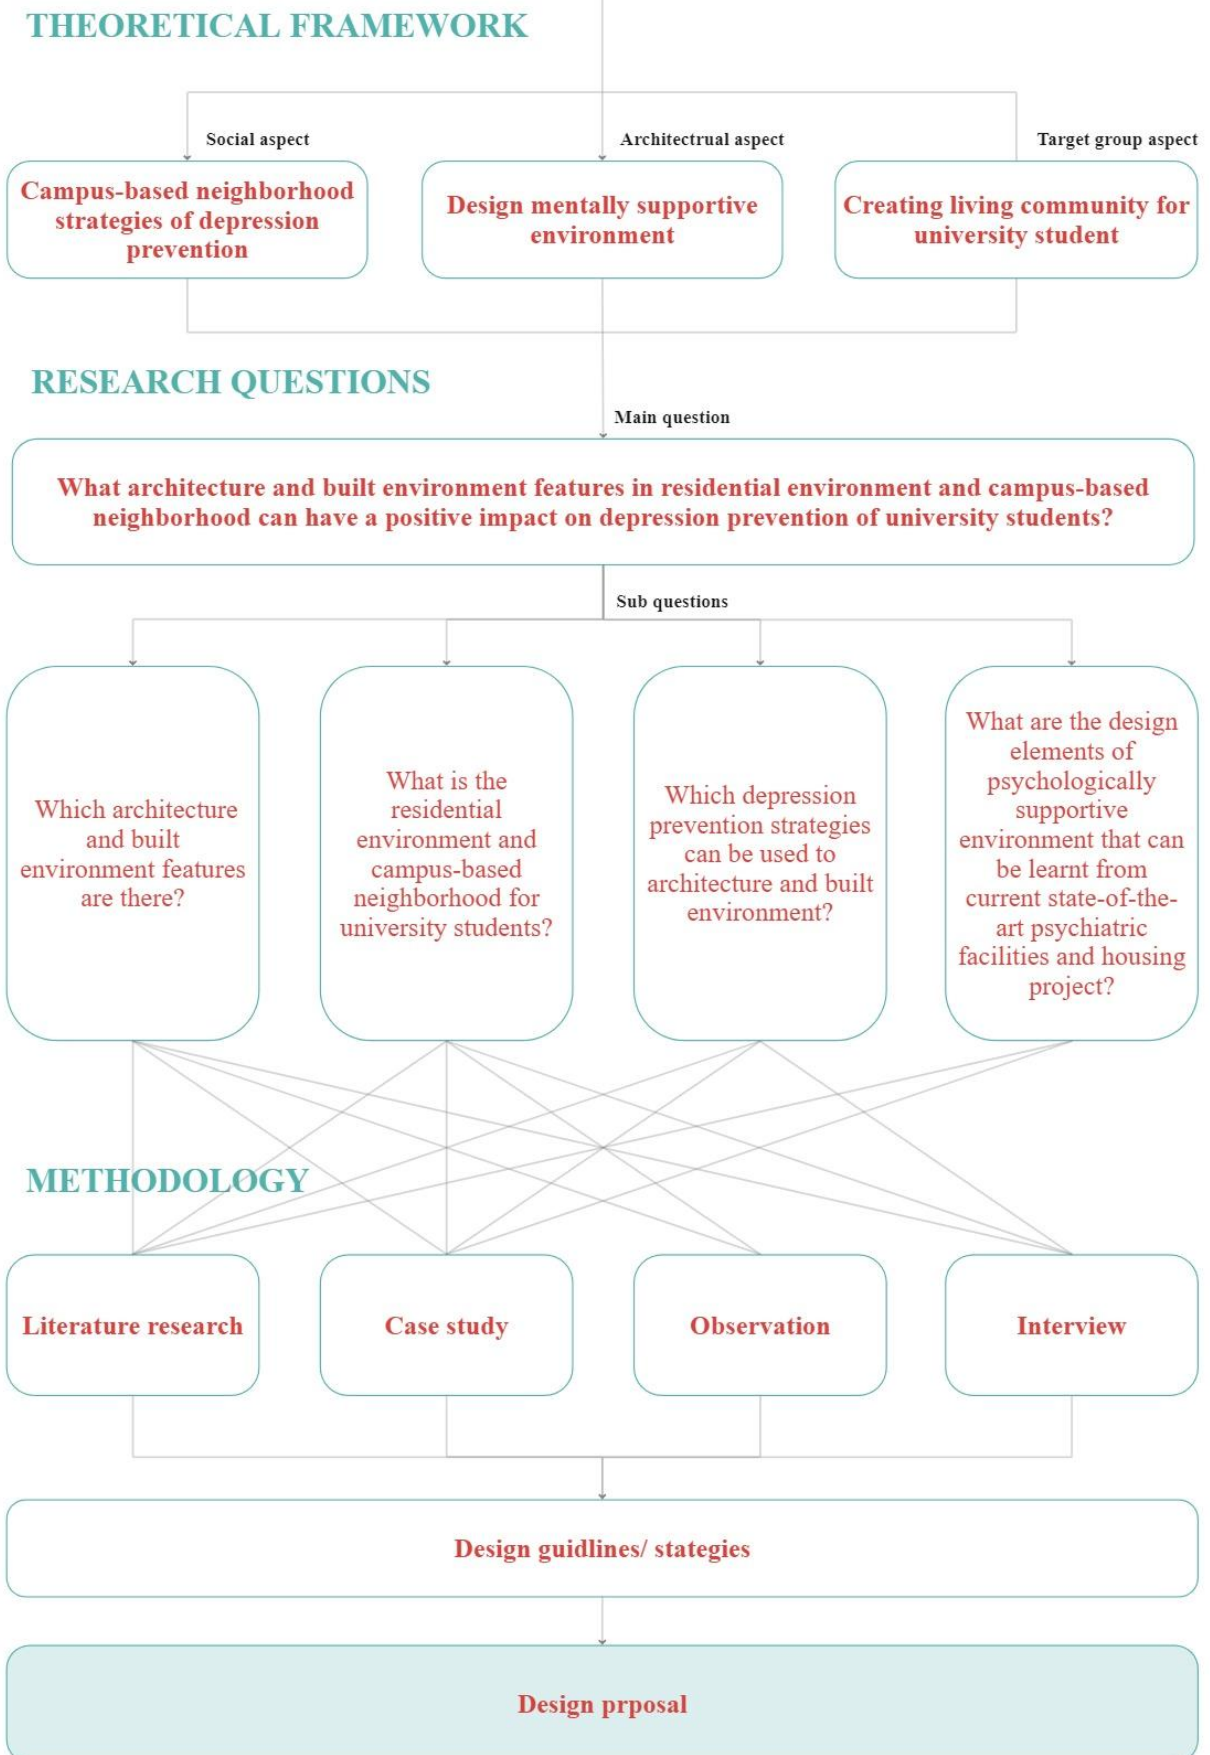 THEORETICAL FRAMEWORK
Social aspect
Architectrual aspect
Target group aspect
Campus-based neighborhood
strategies of depression
prevention
Design mentally supportive
environment
Creating living community for
university student
RESEARCH QUESTIONS
Main question
What architecture and built environment features in residential environment and campus-based
neighborhood can have a positive impact on depression prevention of university students?
Sub questions
Which architecture
and built
environment features
are there?
What is the
residential
environment and
campus-based
neighborhood for
university students?
Which depression
prevention strategies
can be used to
architecture and built
environment?
What are the design
elements of
psychologically
supportive
environment that can
be learnt from
current state-of-the-
art psychiatric
facilities and housing
project?
METHODOLOGY
Literature research
Case study
Observation
Interview
Design guidlines/ stategies
Design prposal